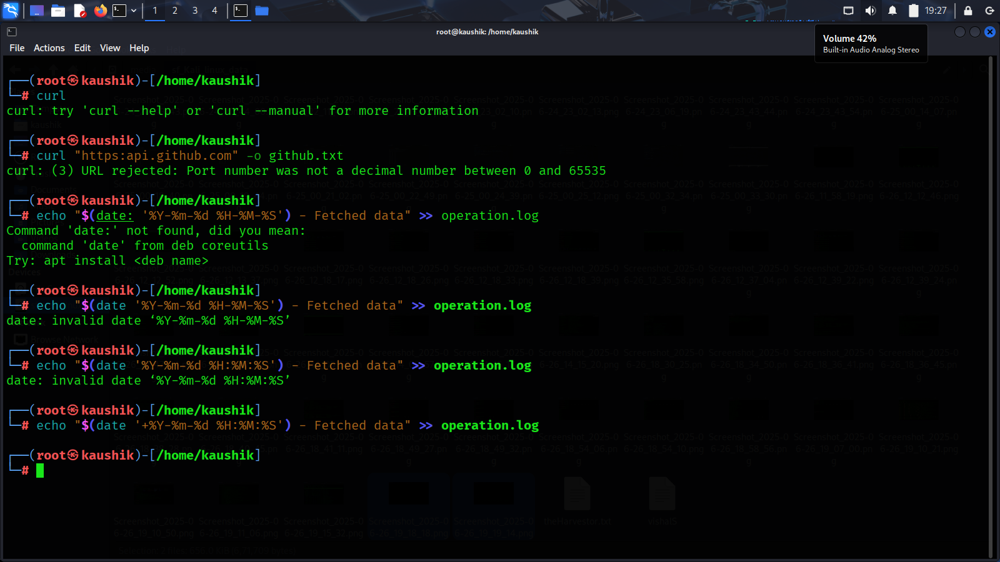 1 2 3 4 19:27
root@kaushik: /home/kaushik
Volume 42%
Built-in Audio Analog Stereo
File Actions Edit View Help
┌──(root㉿kaushik)-[/home/kaushik]
└─# curl
curl: try 'curl --help' or 'curl --manual' for more information
┌──(root㉿kaushik)-[/home/kaushik]
└─# curl "https:api.github.com" -o github.txt
curl: (3) URL rejected: Port number was not a decimal number between 0 and 65535
┌──(root㉿kaushik)-[/home/kaushik]
└─# echo "$(date: '%Y-%m-%d %H-%M-%S') - Fetched data" >> operation.log
Command 'date:' not found, did you mean:
  command 'date' from deb coreutils
Try: apt install <deb name>
┌──(root㉿kaushik)-[/home/kaushik]
└─# echo "$(date '%Y-%m-%d %H-%M-%S') - Fetched data" >> operation.log
date: invalid date ‘%Y-%m-%d %H-%M-%S’
┌──(root㉿kaushik)-[/home/kaushik]
└─# echo "$(date '%Y-%m-%d %H:%M:%S') - Fetched data" >> operation.log
date: invalid date ‘%Y-%m-%d %H:%M:%S’
┌──(root㉿kaushik)-[/home/kaushik]
└─# echo "$(date '+%Y-%m-%d %H:%M:%S') - Fetched data" >> operation.log
┌──(root㉿kaushik)-[/home/kaushik]
└─#